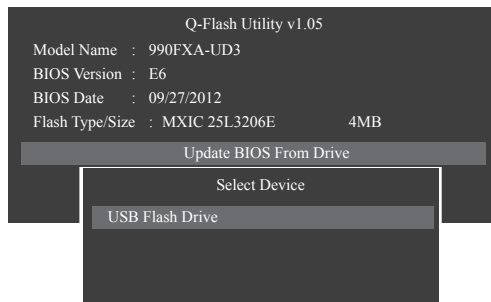 Q-Flash Utility v1.05
Model Name : 990FXA-UD3
BIOS Version : E6
BIOS Date : 09/27/2012
Flash Type/Size : MXIC 25L3206E 4MB
Update BIOS From Drive
Select Device
USB Flash Drive